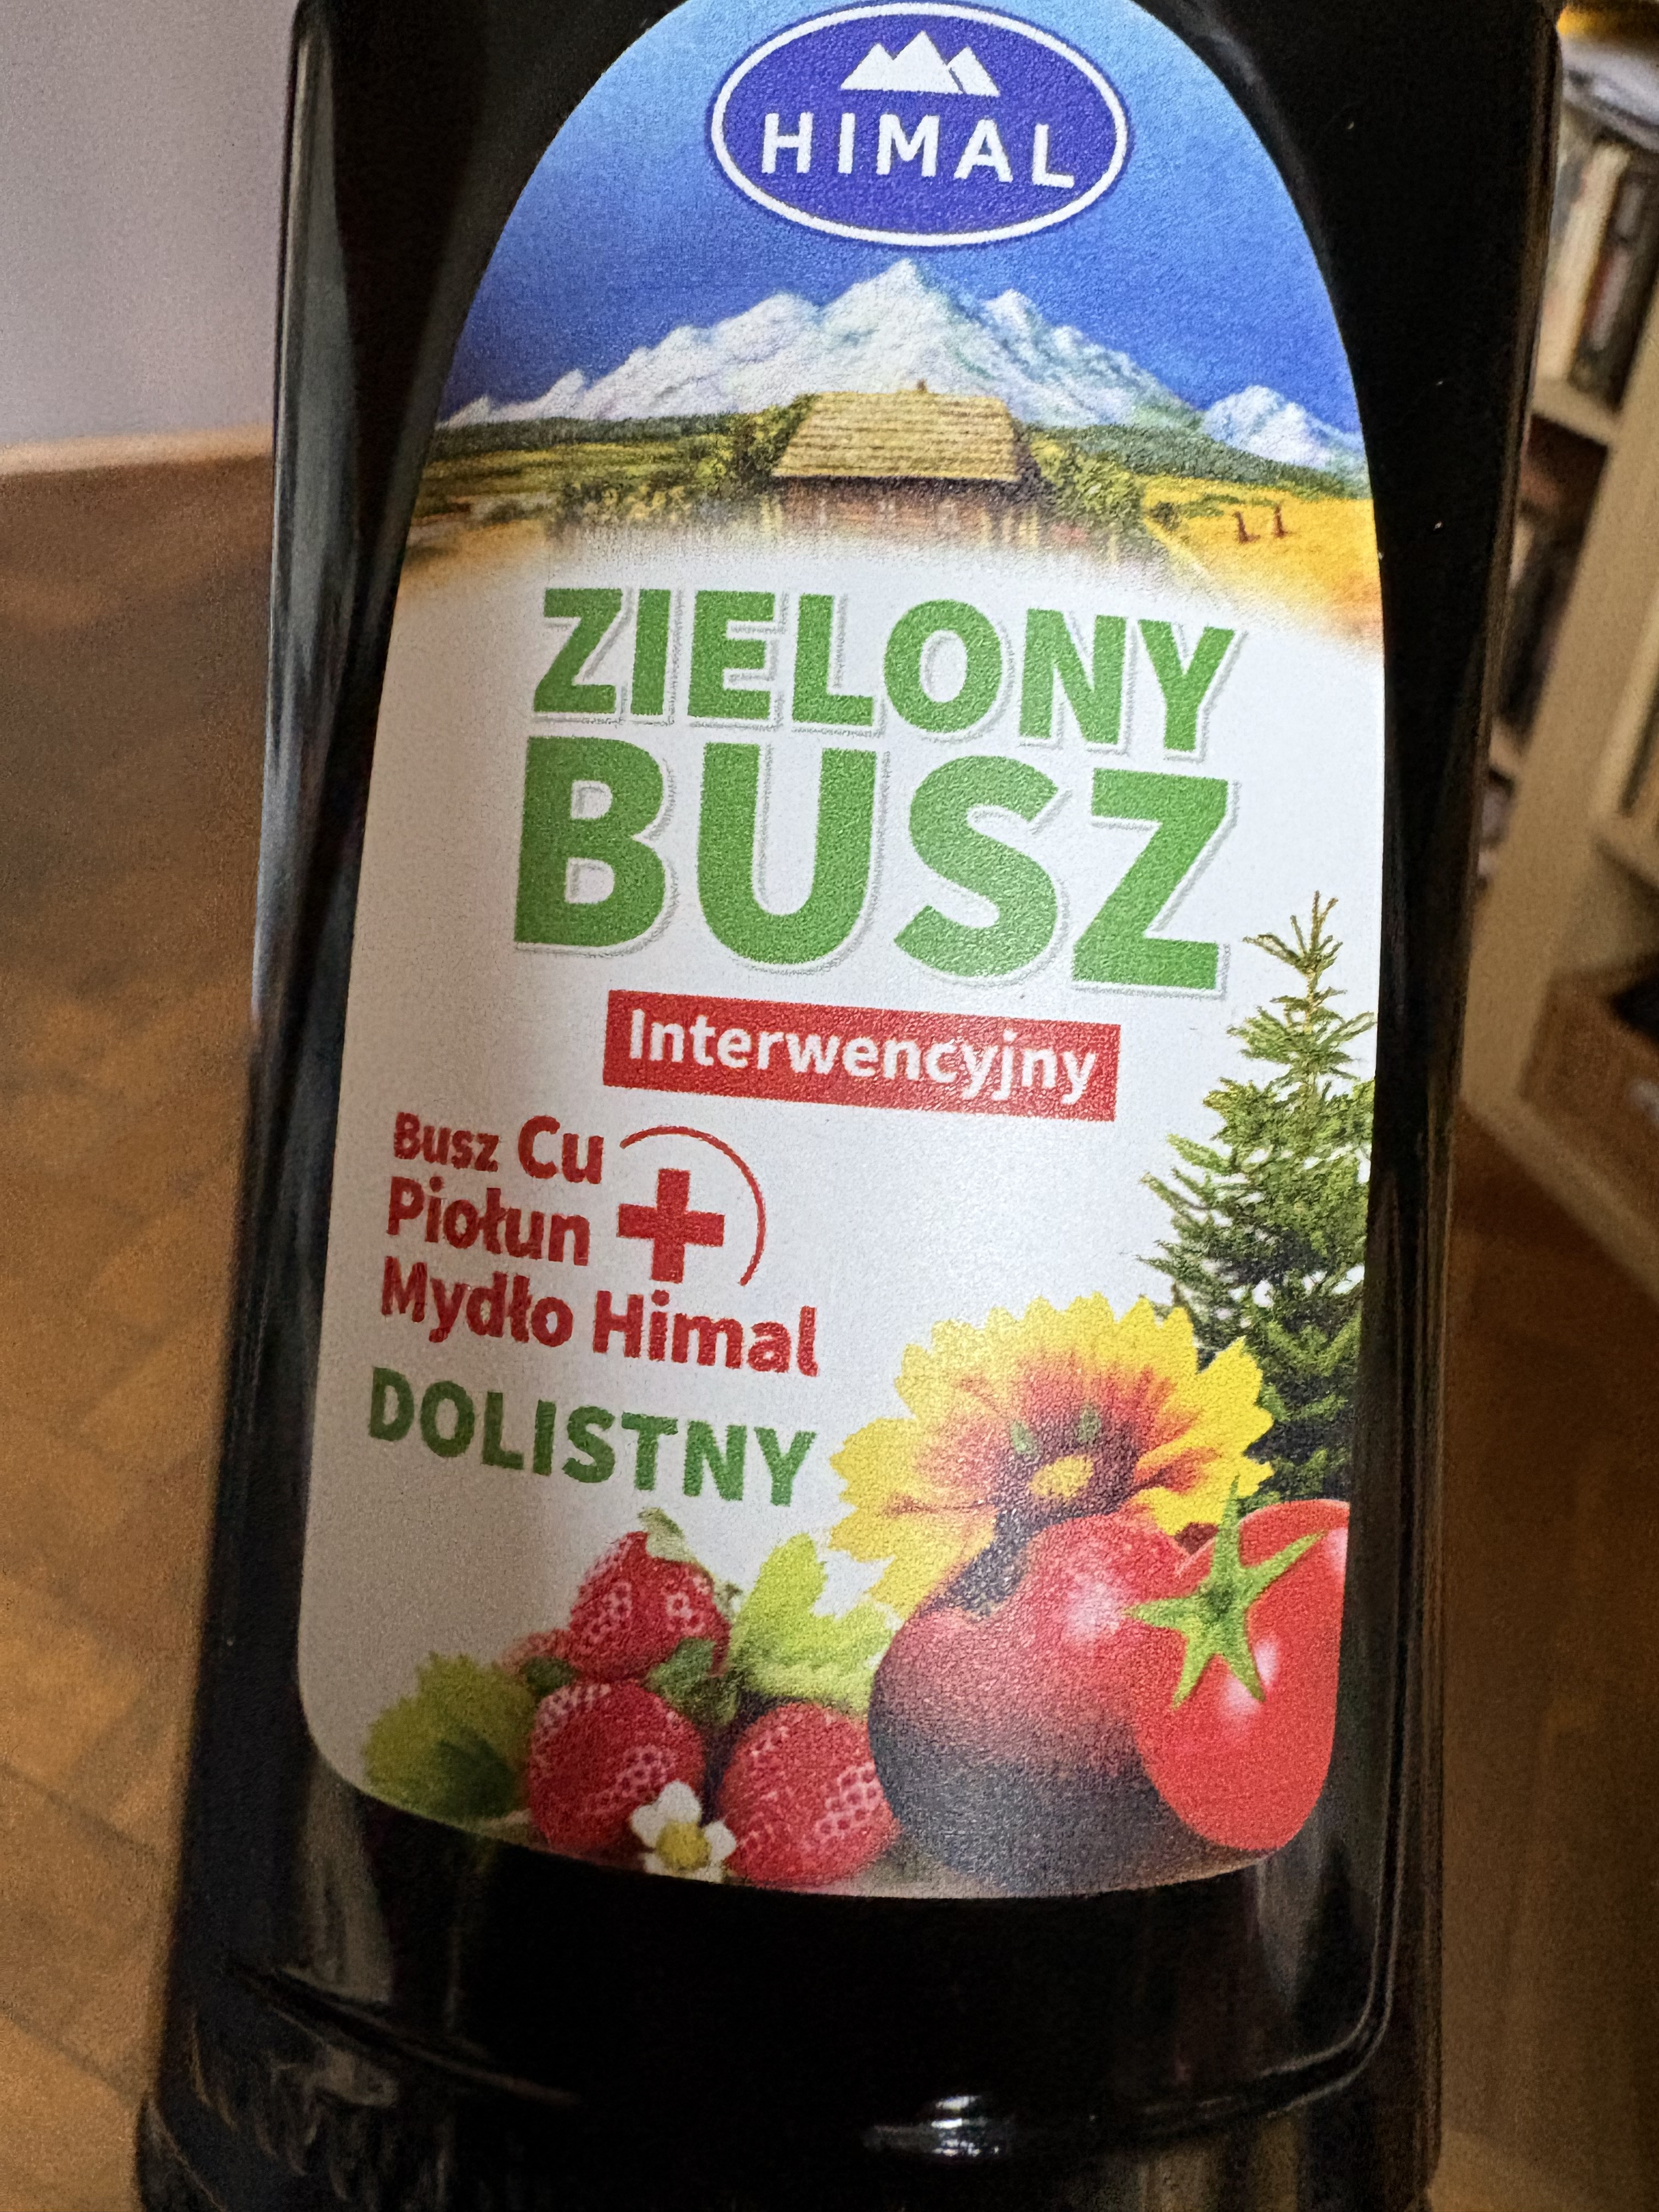 HIMAL
ZIELONY
BUSZ
Interwencyjny
Busz Cu
Piołun +
Mydło Himal
DOLISTNY